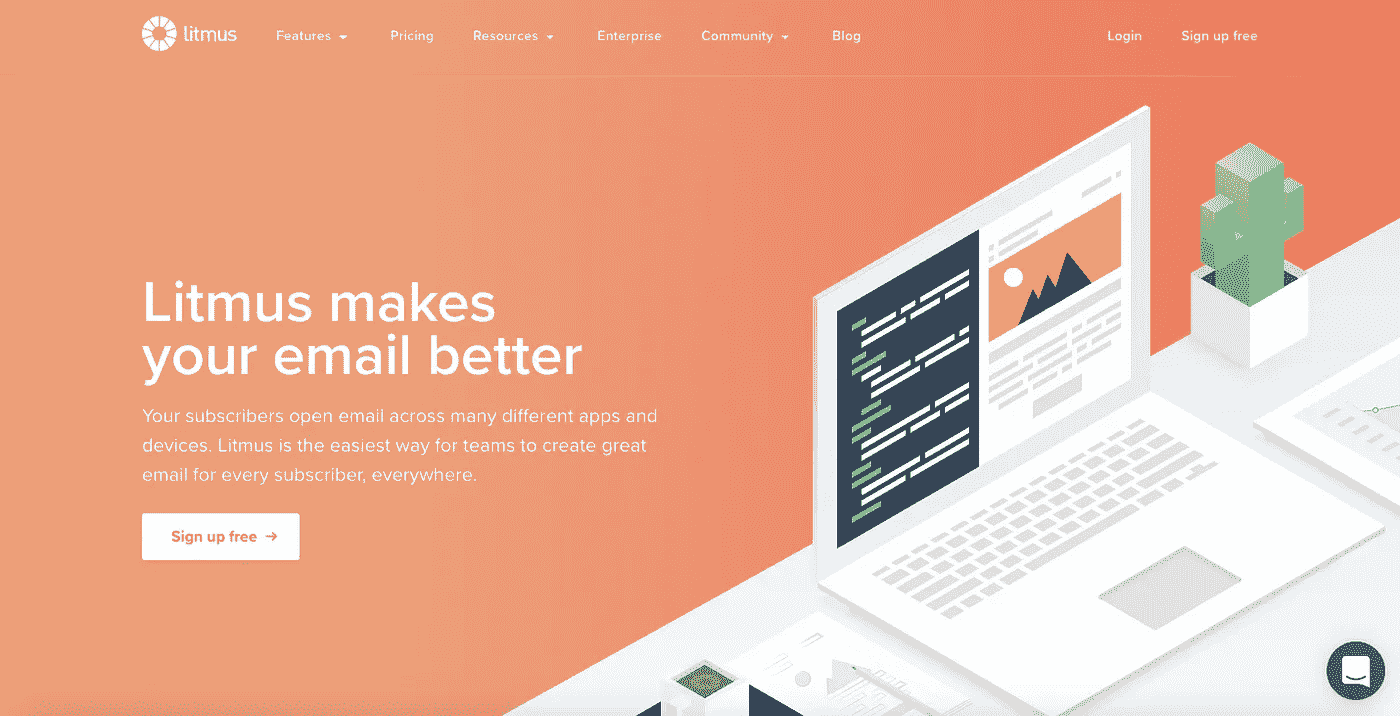 litmus Features Pricing Resources Enterprise Community Blog Login Sign up free
Litmus makes
your email better
Your subscribers open email across many different apps and
devices. Litmus is the easiest way for teams to create great
email for every subscriber, everywhere.
Sign up free →